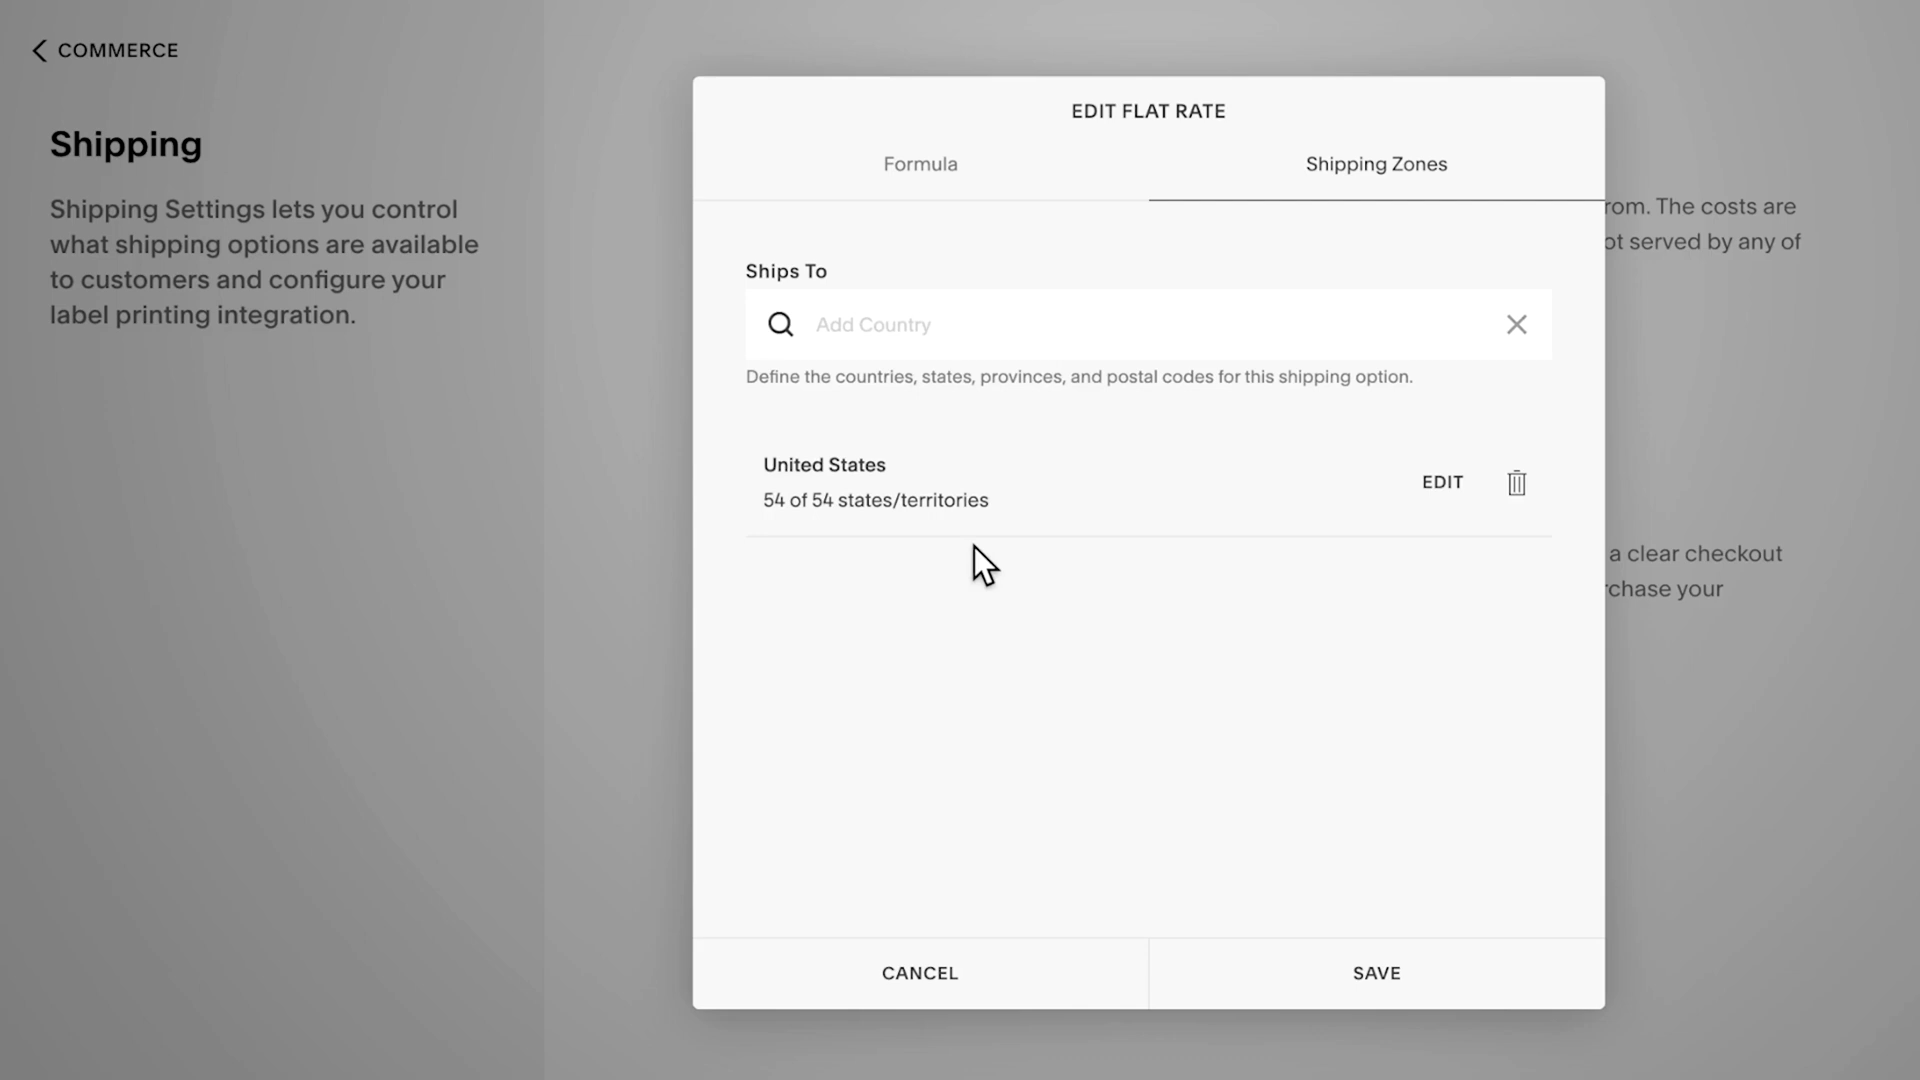 COMMERCE
Shipping
Shipping Settings lets you control
what shipping options are available
to customers and configure your
label printing integration.
EDIT FLAT RATE
Formula
Shipping Zones
Ships To
Add Country
Define the countries, states, provinces, and postal codes for this shipping option.
United States
54 of 54 states/territories
EDIT
CANCEL
SAVE
rom. The costs are
ot served by any of
a clear checkout
rchase your